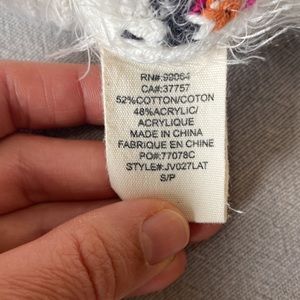 RN#:99064
CA#:37757
52%COTTON/COTON
48%ACRYLIC/
ACRYLIQUE
MADE IN CHINA
FABRIQUE EN CHINE
PO#:77078C
STYLE#:JV027LAT
S/P